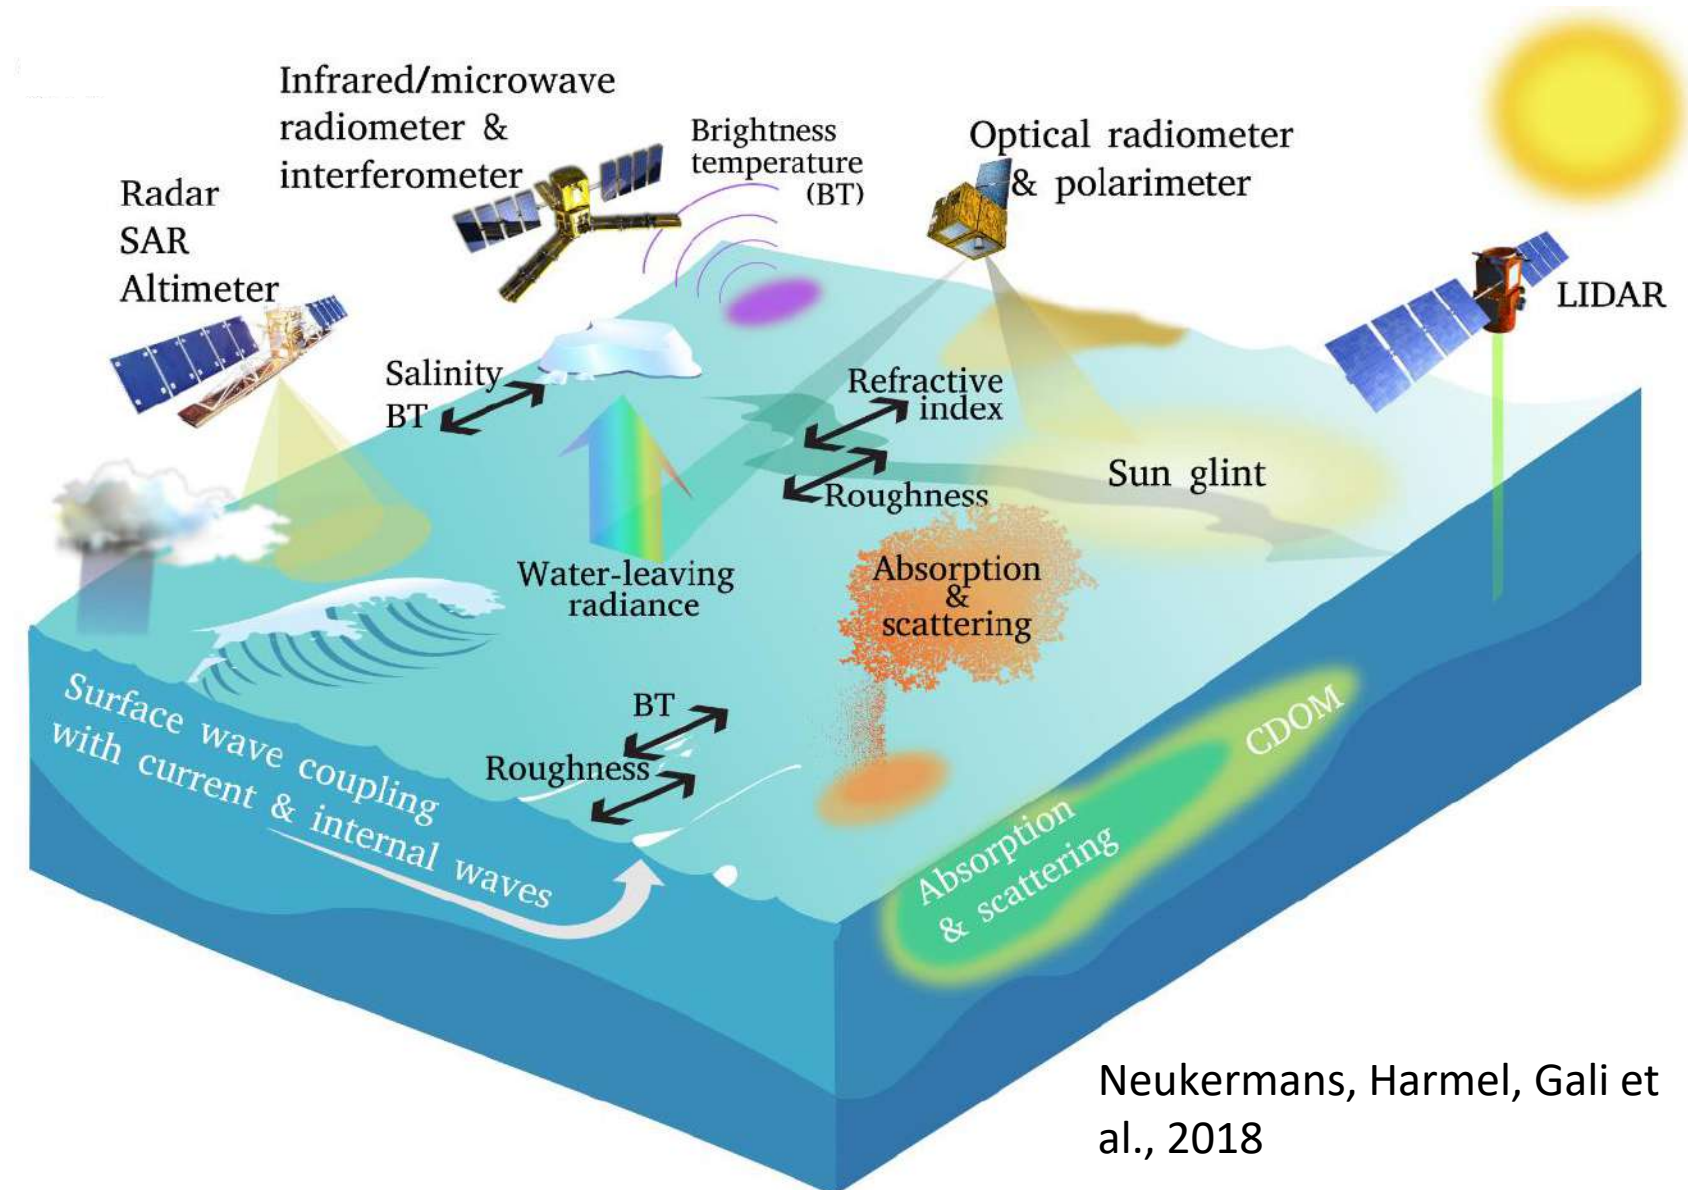 Infrared/microwave
radiometer &
interferometer
Brightness
temperature
(BT)
Optical radiometer
& polarimeter
Radar
SAR
Altimeter
LIDAR
Salinity
BT
Refractive
index
Roughness
Sun glint
Water-leaving
radiance
Absorption
&
scattering
BT
Roughness
Surface wave coupling
with current & internal waves
CDOM
Absorption
& scattering
Neukermans, Harmel, Gali et
al., 2018